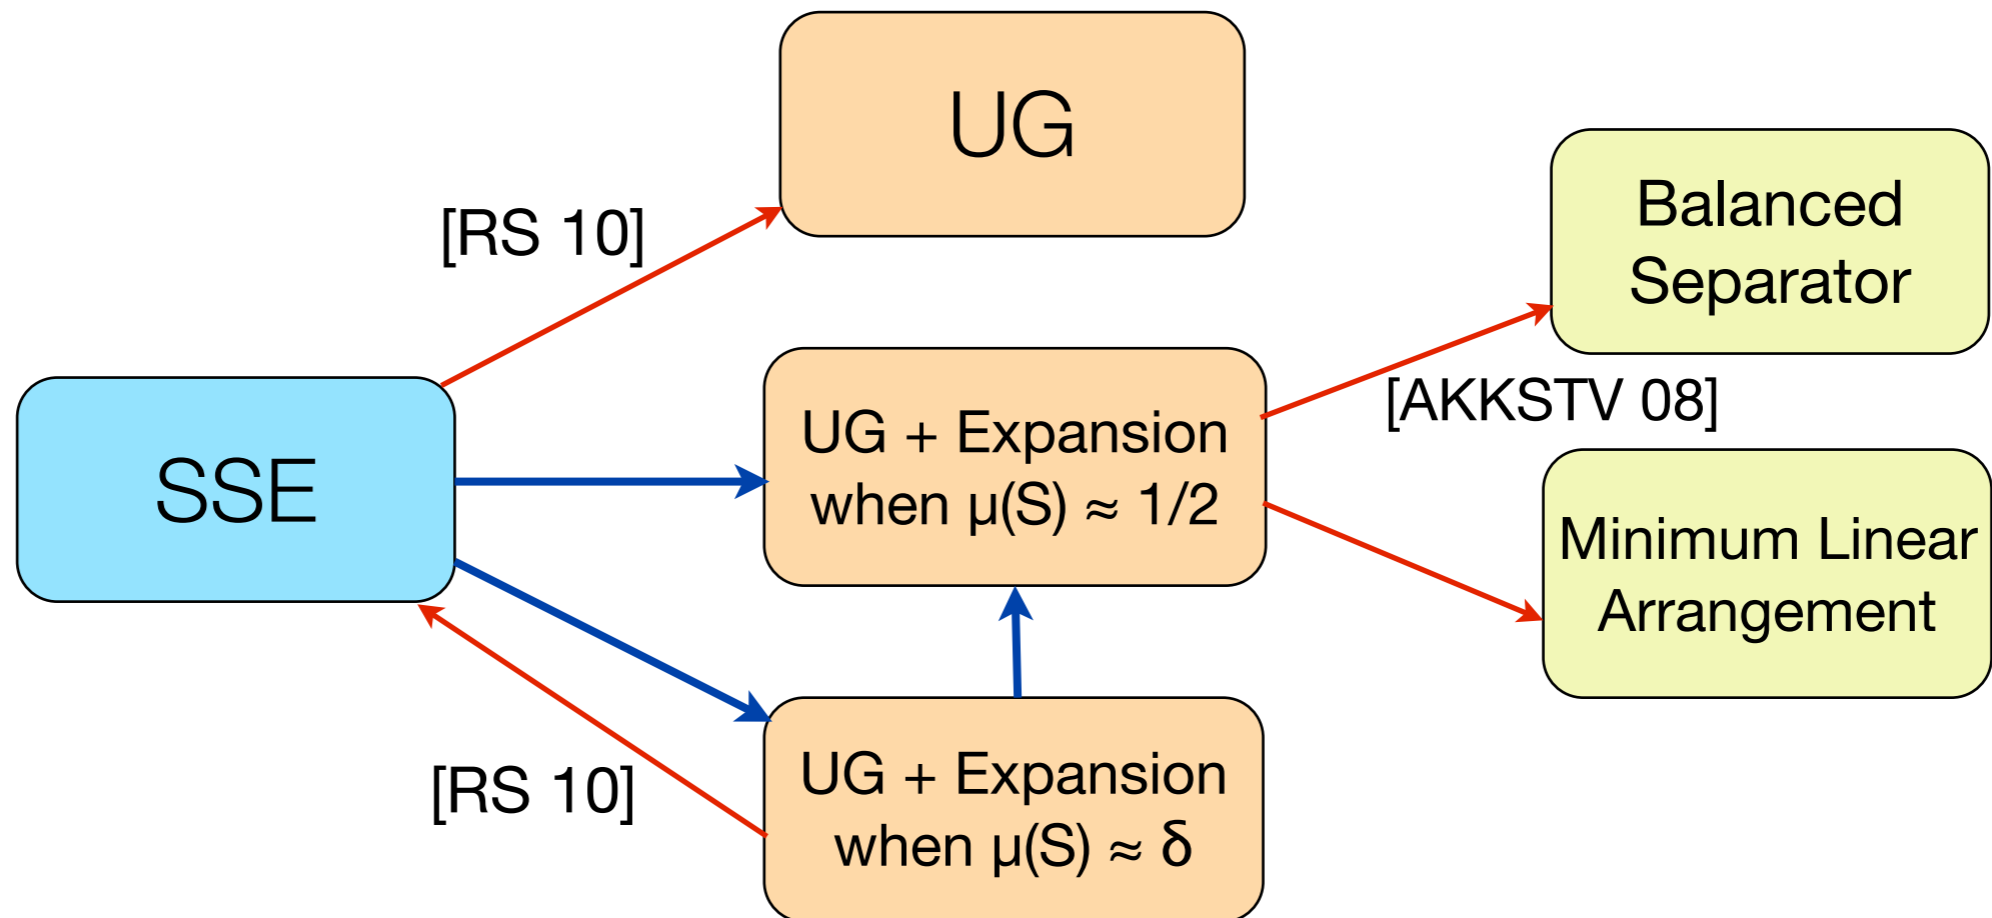 UG
[RS 10]
Balanced
Separator
[AKKSTV 08]
UG + Expansion
when μ(S) ≈ 1/2
SSE
Minimum Linear
Arrangement
[RS 10]
UG + Expansion
when μ(S) ≈ δ